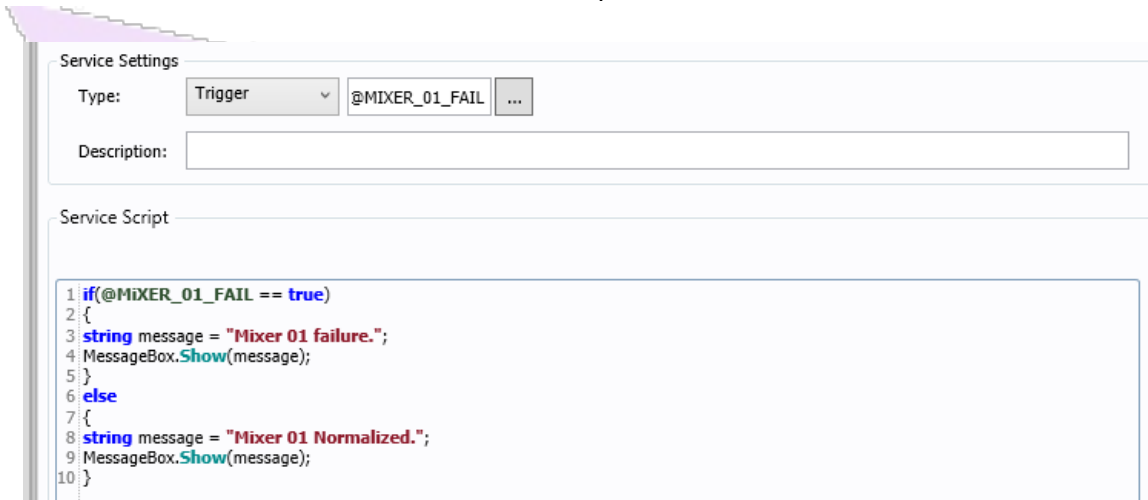 Service Settings
Type: Trigger @MIXER_01_FAIL ...
Description:
Service Script
1 if(@MiXER_01_FAIL == true)
2 {
3 string message = "Mixer 01 failure.";
4 MessageBox.Show(message);
5 }
6 else
7 {
8 string message = "Mixer 01 Normalized.";
9 MessageBox.Show(message);
10 }